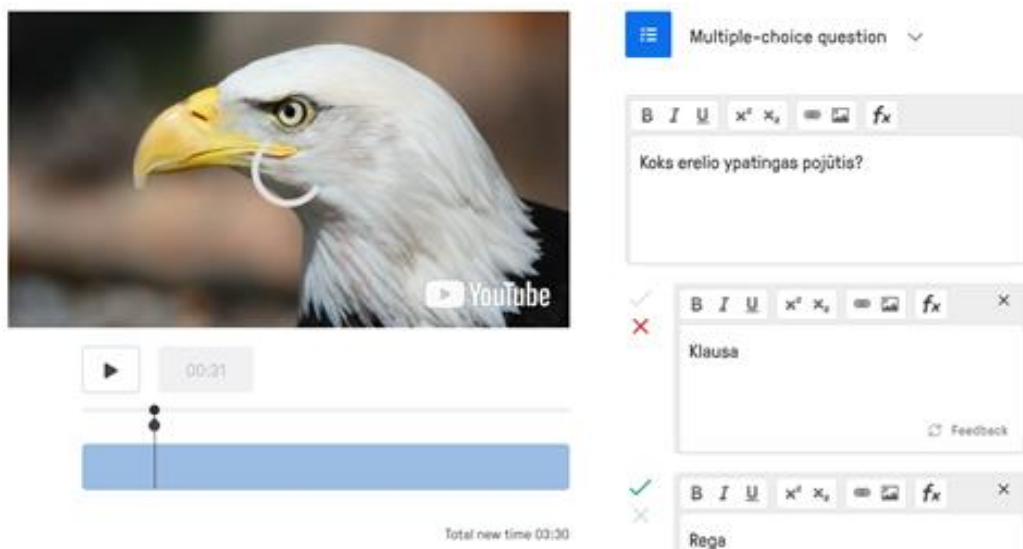 YouTube
00:31
Total new time 03:30
Multiple-choice question
B I U x² x₂ fx
Koks erelio ypatingas pojūtis?
B I U x² x₂ fx ×
Klausa
Feedback
B I U x² x₂ fx ×
Rega